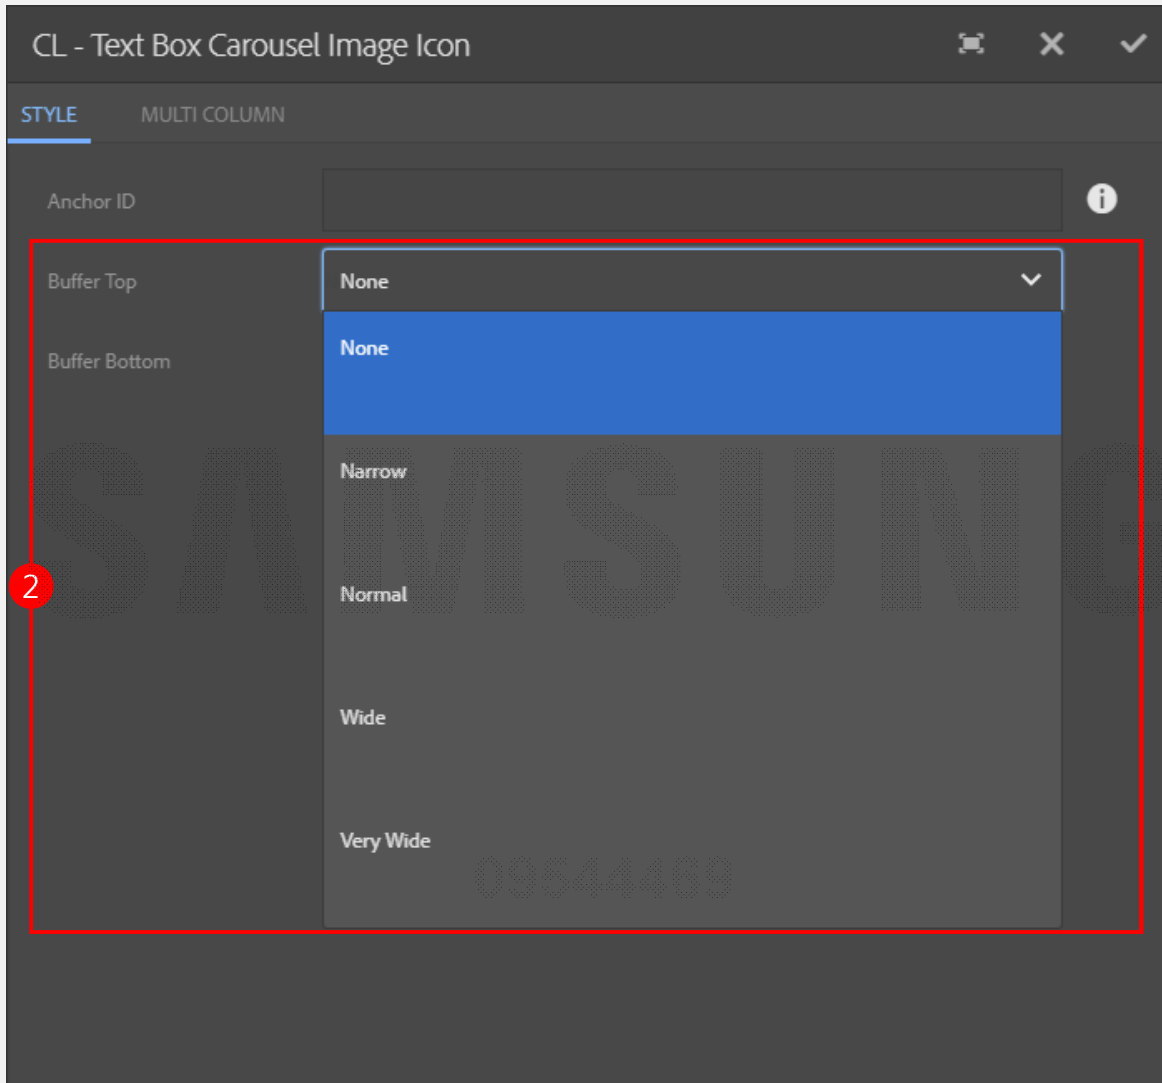 CL - Text Box Carousel Image Icon
STYLE
MULTI COLUMN
Anchor ID
Buffer Top
None
None
Buffer Bottom
Narrow
SAMSUNG
2
Normal
Wide
Very Wide
09544469